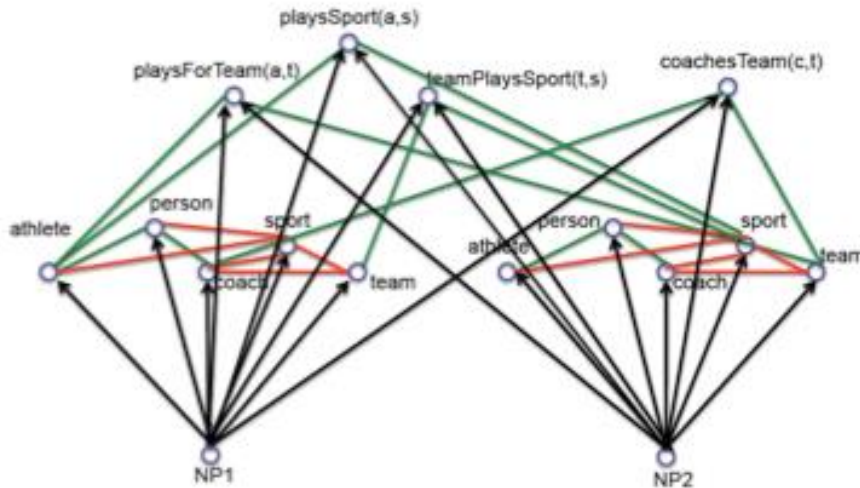 playsSport(a,s)
playsForTeam(a,t)
teamPlaysSport(t,s)
coachesTeam(c,t)
person
sport
athlete
coach
team
person
sport
athlete
coach
team
NP1
NP2